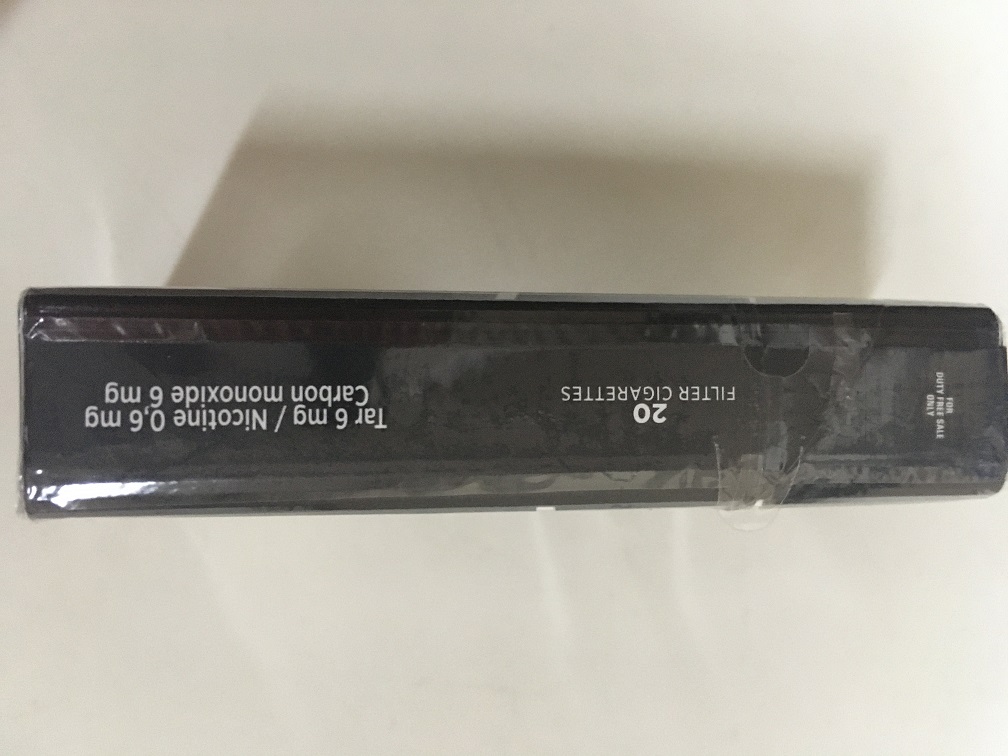 Tar 6 mg / Nicotine 0,6 mg
Carbon monoxide 6 mg
20
FILTER CIGARETTES
FOR
DUTY FREE SALE
ONLY